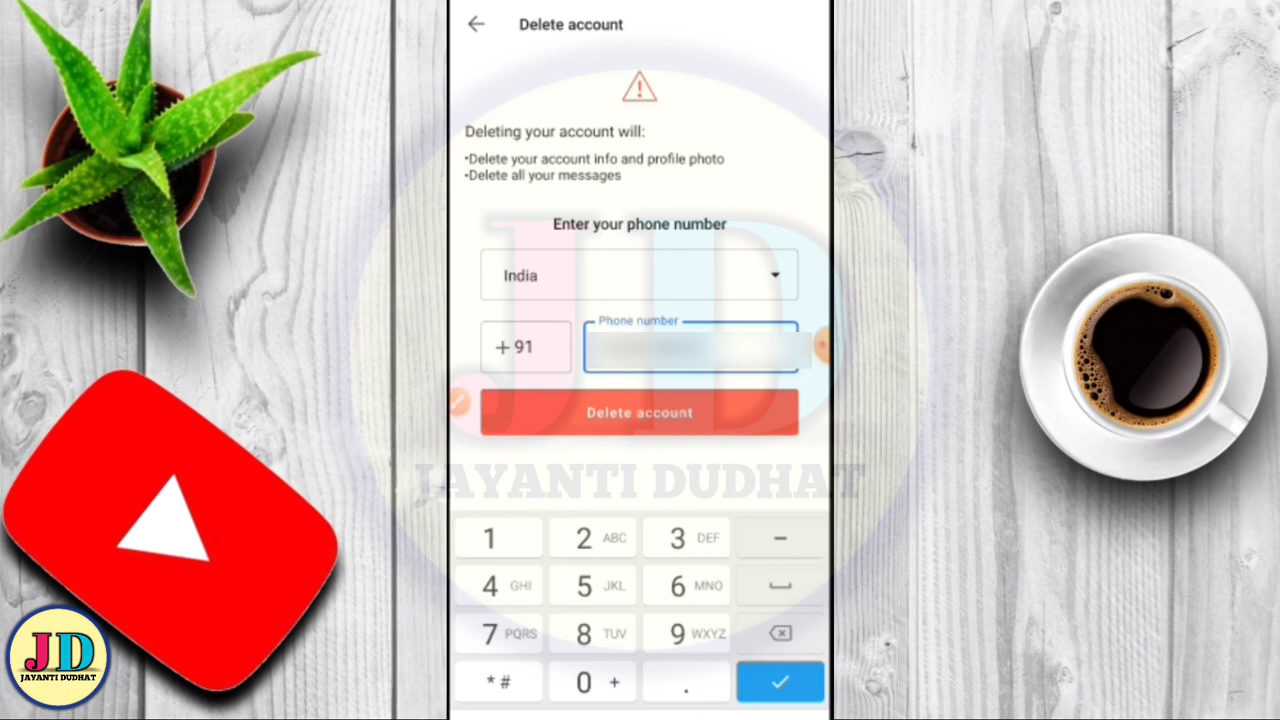 Delete account
Deleting your account will:
•Delete your account info and profile photo
•Delete all your messages
Enter your phone number
India
Phone number
+ 91
Delete account
JAYANTI DUDHAT
1 2 ABC 3 DEF -
4 GHI 5 JKL 6 MNO
7 PQRS 8 TUV 9 WXYZ
* # 0 + .
JD
JAYANTI DUDHAT
JD